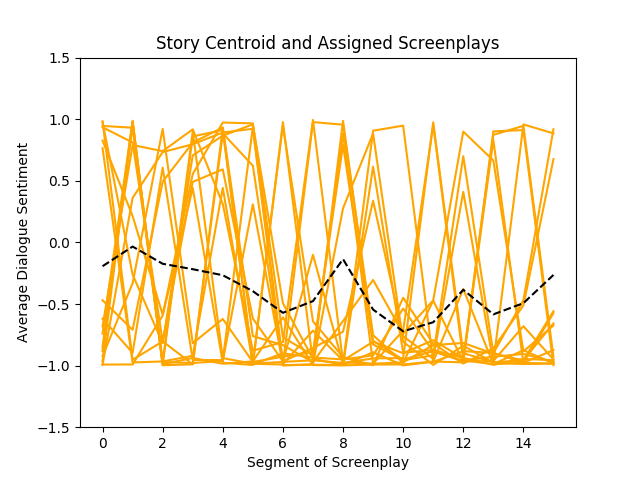 Story Centroid and Assigned Screenplays
1.5
1.0
0.5
0.0
−0.5
−1.0
−1.5
Average Dialogue Sentiment
0 2 4 6 8 10 12 14
Segment of Screenplay